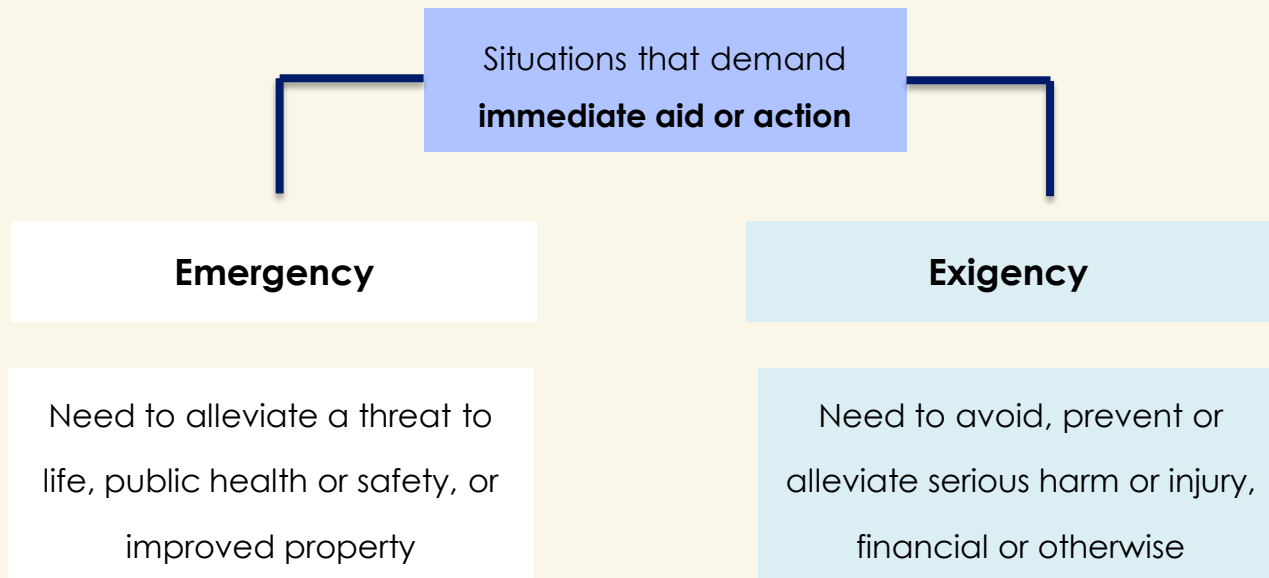 Situations that demand
immediate aid or action
Emergency
Exigency
Need to alleviate a threat to
life, public health or safety, or
improved property
Need to avoid, prevent or
alleviate serious harm or injury,
financial or otherwise